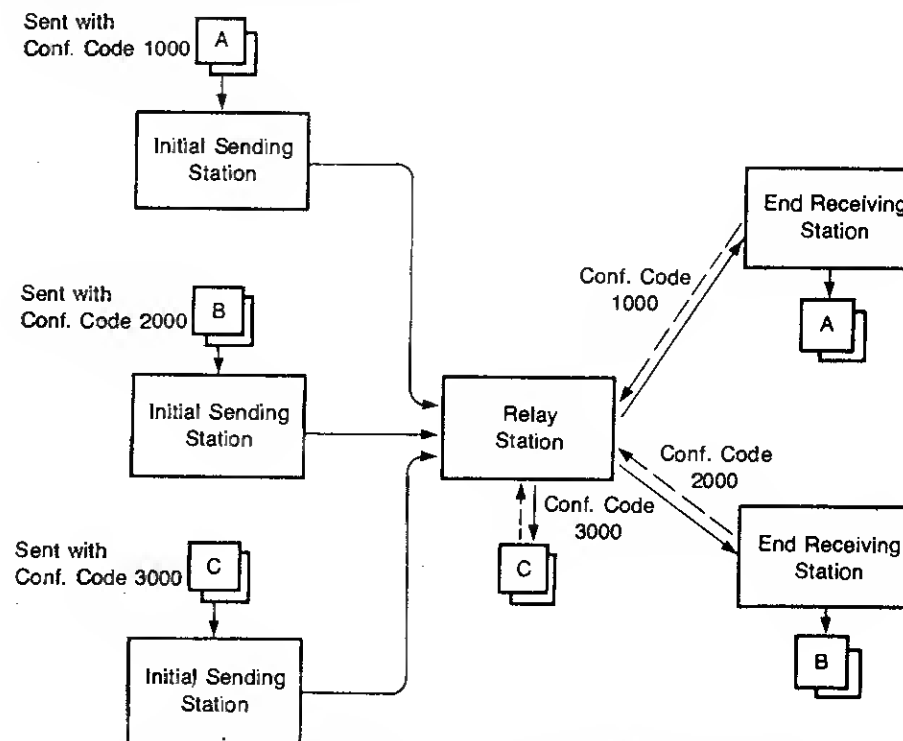 Sent with
Conf. Code 1000
A
Initial Sending
Station
End Receiving
Station
Conf. Code
1000
A
Sent with
Conf. Code 2000
B
Initial Sending
Station
Relay
Station
Conf. Code
2000
Conf. Code
3000
C
End Receiving
Station
B
Sent with
Conf. Code 3000
C
Initial Sending
Station